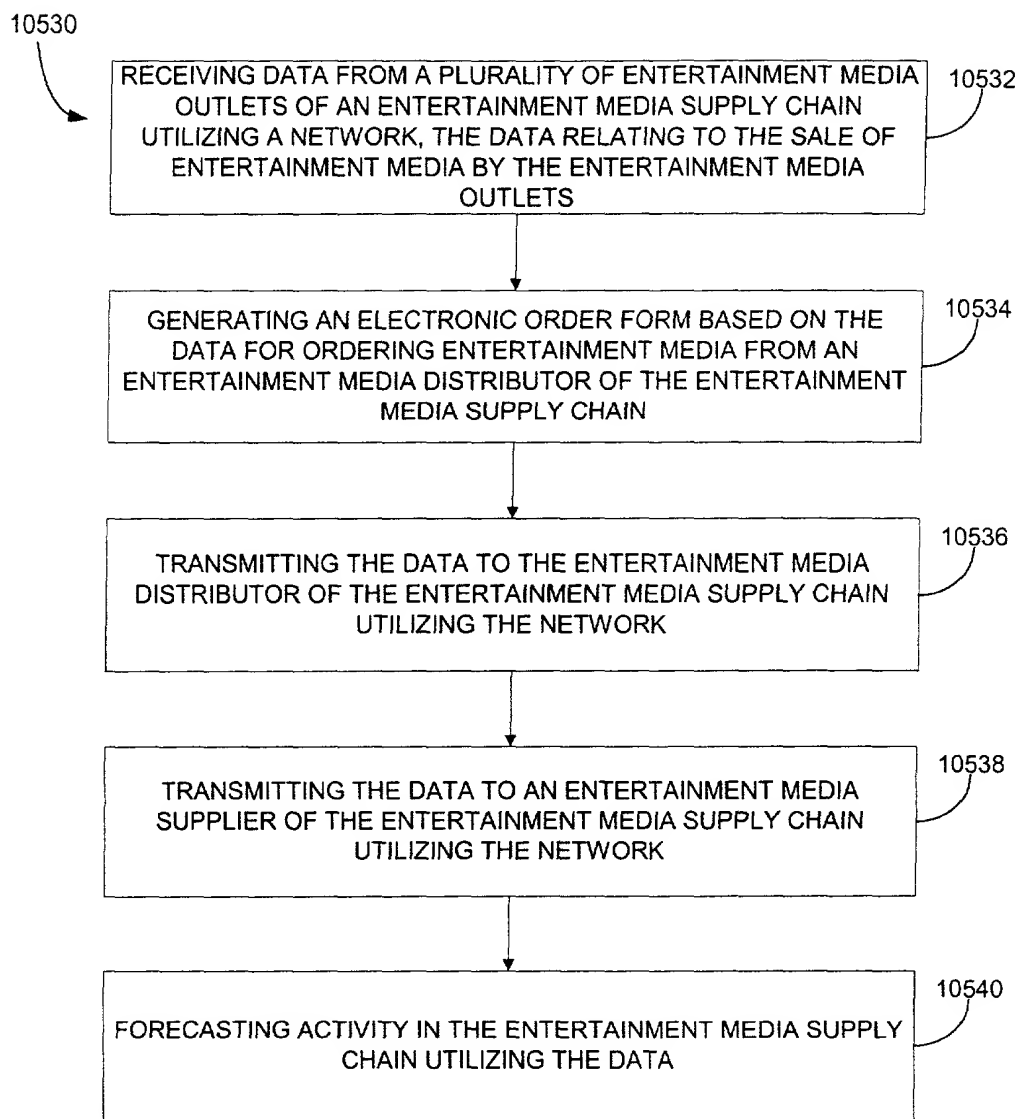 10530
RECEIVING DATA FROM A PLURALITY OF ENTERTAINMENT MEDIA
OUTLETS OF AN ENTERTAINMENT MEDIA SUPPLY CHAIN
UTILIZING A NETWORK, THE DATA RELATING TO THE SALE OF
ENTERTAINMENT MEDIA BY THE ENTERTAINMENT MEDIA
OUTLETS
10532
GENERATING AN ELECTRONIC ORDER FORM BASED ON THE
DATA FOR ORDERING ENTERTAINMENT MEDIA FROM AN
ENTERTAINMENT MEDIA DISTRIBUTOR OF THE ENTERTAINMENT
MEDIA SUPPLY CHAIN
10534
TRANSMITTING THE DATA TO THE ENTERTAINMENT MEDIA
DISTRIBUTOR OF THE ENTERTAINMENT MEDIA SUPPLY CHAIN
UTILIZING THE NETWORK
10536
TRANSMITTING THE DATA TO AN ENTERTAINMENT MEDIA
SUPPLIER OF THE ENTERTAINMENT MEDIA SUPPLY CHAIN
UTILIZING THE NETWORK
10538
FORECASTING ACTIVITY IN THE ENTERTAINMENT MEDIA SUPPLY
CHAIN UTILIZING THE DATA
10540